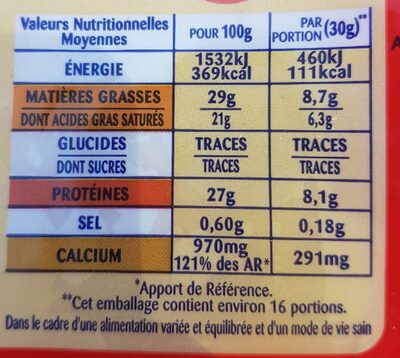 Valeurs Nutritionnelles Moyennes POUR 100g PAR PORTION (30g)**
ÉNERGIE 1532kJ 369kcal 460kJ 111kcal
MATIÈRES GRASSES 29g 8,7g
DONT ACIDES GRAS SATURÉS 21g 6,3g
GLUCIDES TRACES TRACES
DONT SUCRES TRACES TRACES
PROTÉINES 27g 8,1g
SEL 0,60g 0,18g
CALCIUM 970mg 121% des AR* 291mg
*Apport de Référence.
**Cet emballage contient environ 16 portions.
Dans le cadre d'une alimentation variée et équilibrée et d'un mode de vie sain